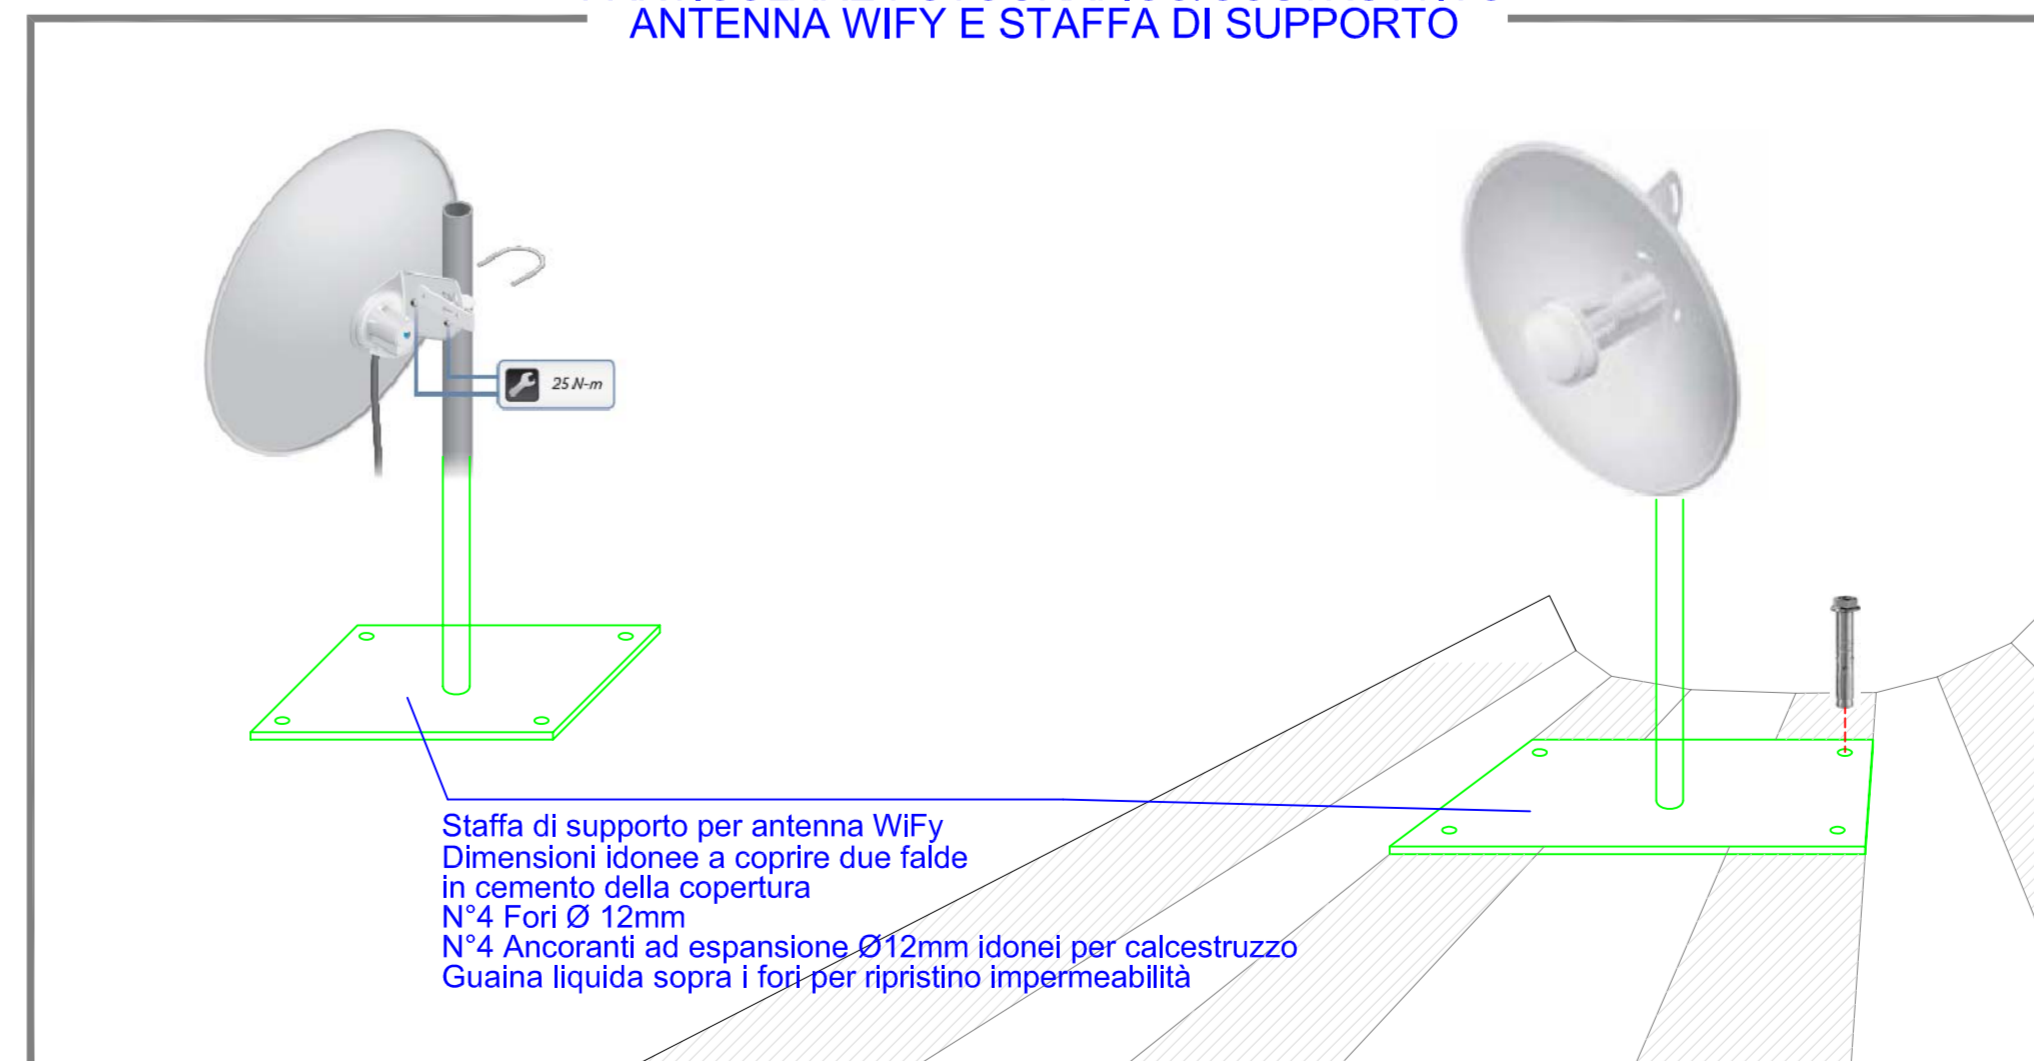 ANTENNA WIFY E STAFFA DI SUPPORTO
25 N-m
Staffa di supporto per antenna WiFy
Dimensioni idonee a coprire due falde
in cemento della copertura
N°4 Fori Ø 12mm
N°4 Ancoranti ad espansione Ø12mm idonei per calcestruzzo
Guaina liquida sopra i fori per ripristino impermeabilità